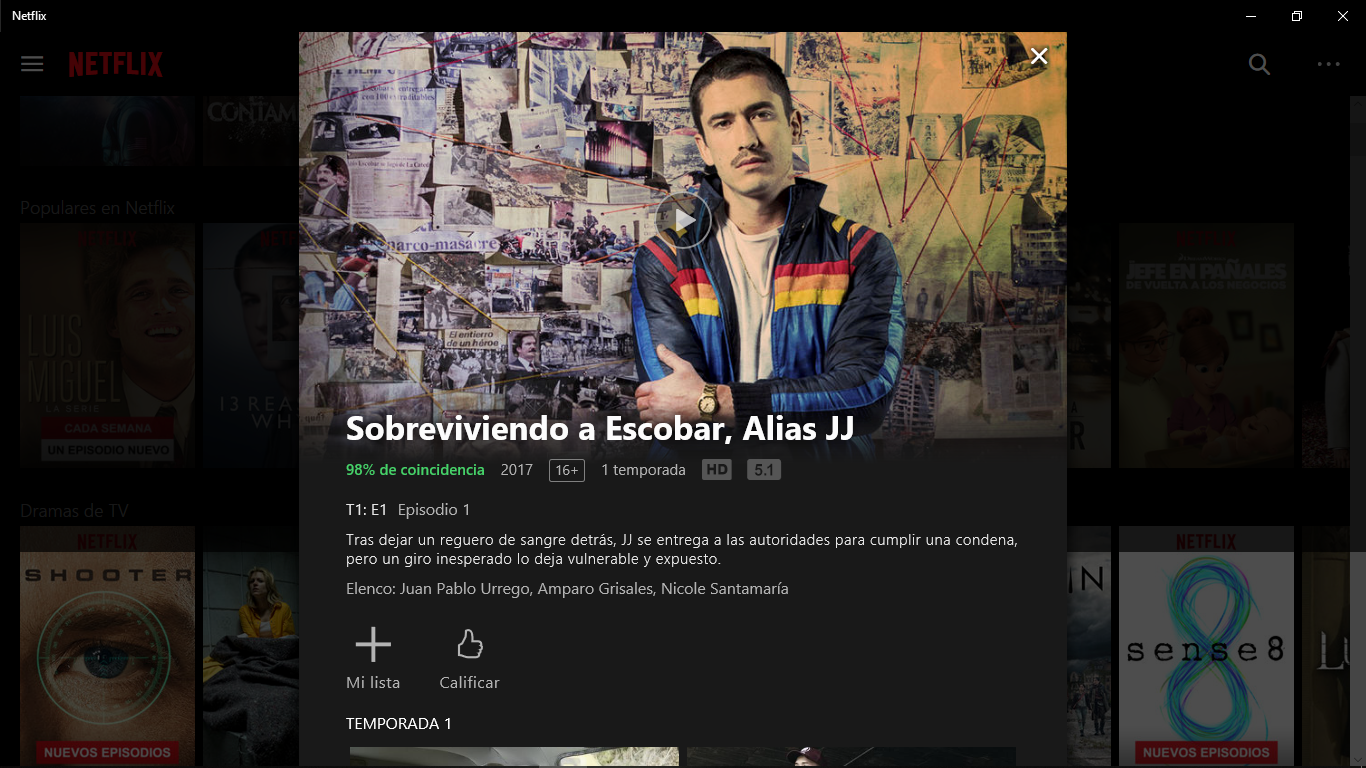 Netflix
NETFLIX
CONTAM
Populares en Netflix
NETFLIX
LUIS
MIGUEL
LA SERIE
CADA SEMANA
UN EPISODIO NUEVO
13 REA
WH
JEFE EN PAÑALES
DE VUELTA A LOS NEGOCIOS
narco-masacre
El entierro
de un héroe
Sobreviviendo a Escobar, Alias JJ
98% de coincidencia 2017 16+ 1 temporada HD 5.1
T1: E1 Episodio 1
Tras dejar un reguero de sangre detrás, JJ se entrega a las autoridades para cumplir una condena,
pero un giro inesperado lo deja vulnerable y expuesto.
Elenco: Juan Pablo Urrego, Amparo Grisales, Nicole Santamaría
Mi lista Calificar
TEMPORADA 1
Dramas de TV
NETFLIX
SHOOTER
NUEVOS EPISODIOS
IN
NETFLIX
sense8
NUEVOS EPISODIOS